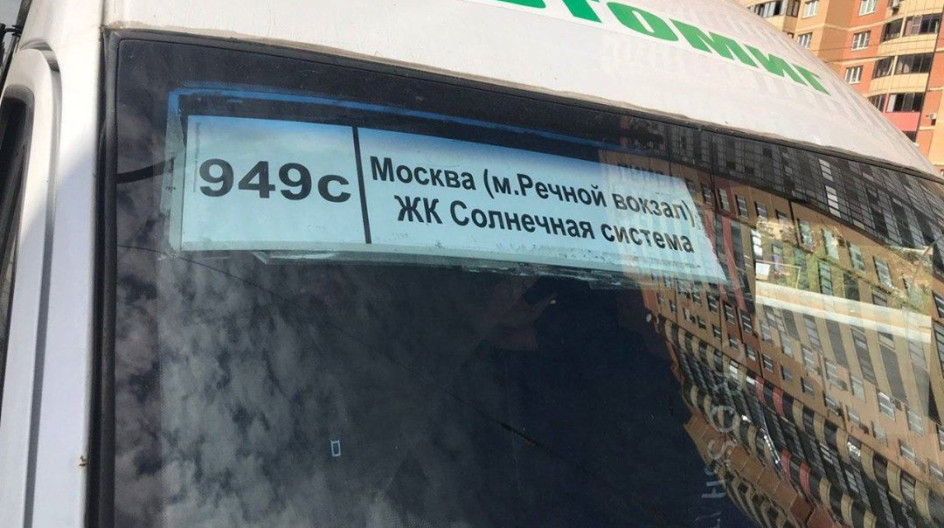 949с
Москва (м.Речной вокзал)
ЖК Солнечная система